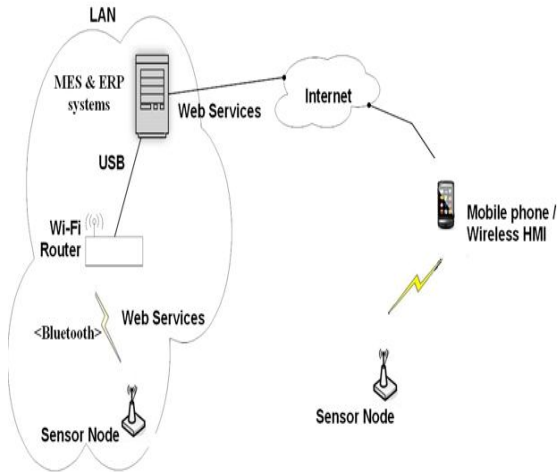 LAN
MES & ERP
systems
Web Services
Internet
USB
Wi-Fi
Router
Mobile phone /
Wireless HMI
<Bluetooth>
Web Services
Sensor Node
Sensor Node